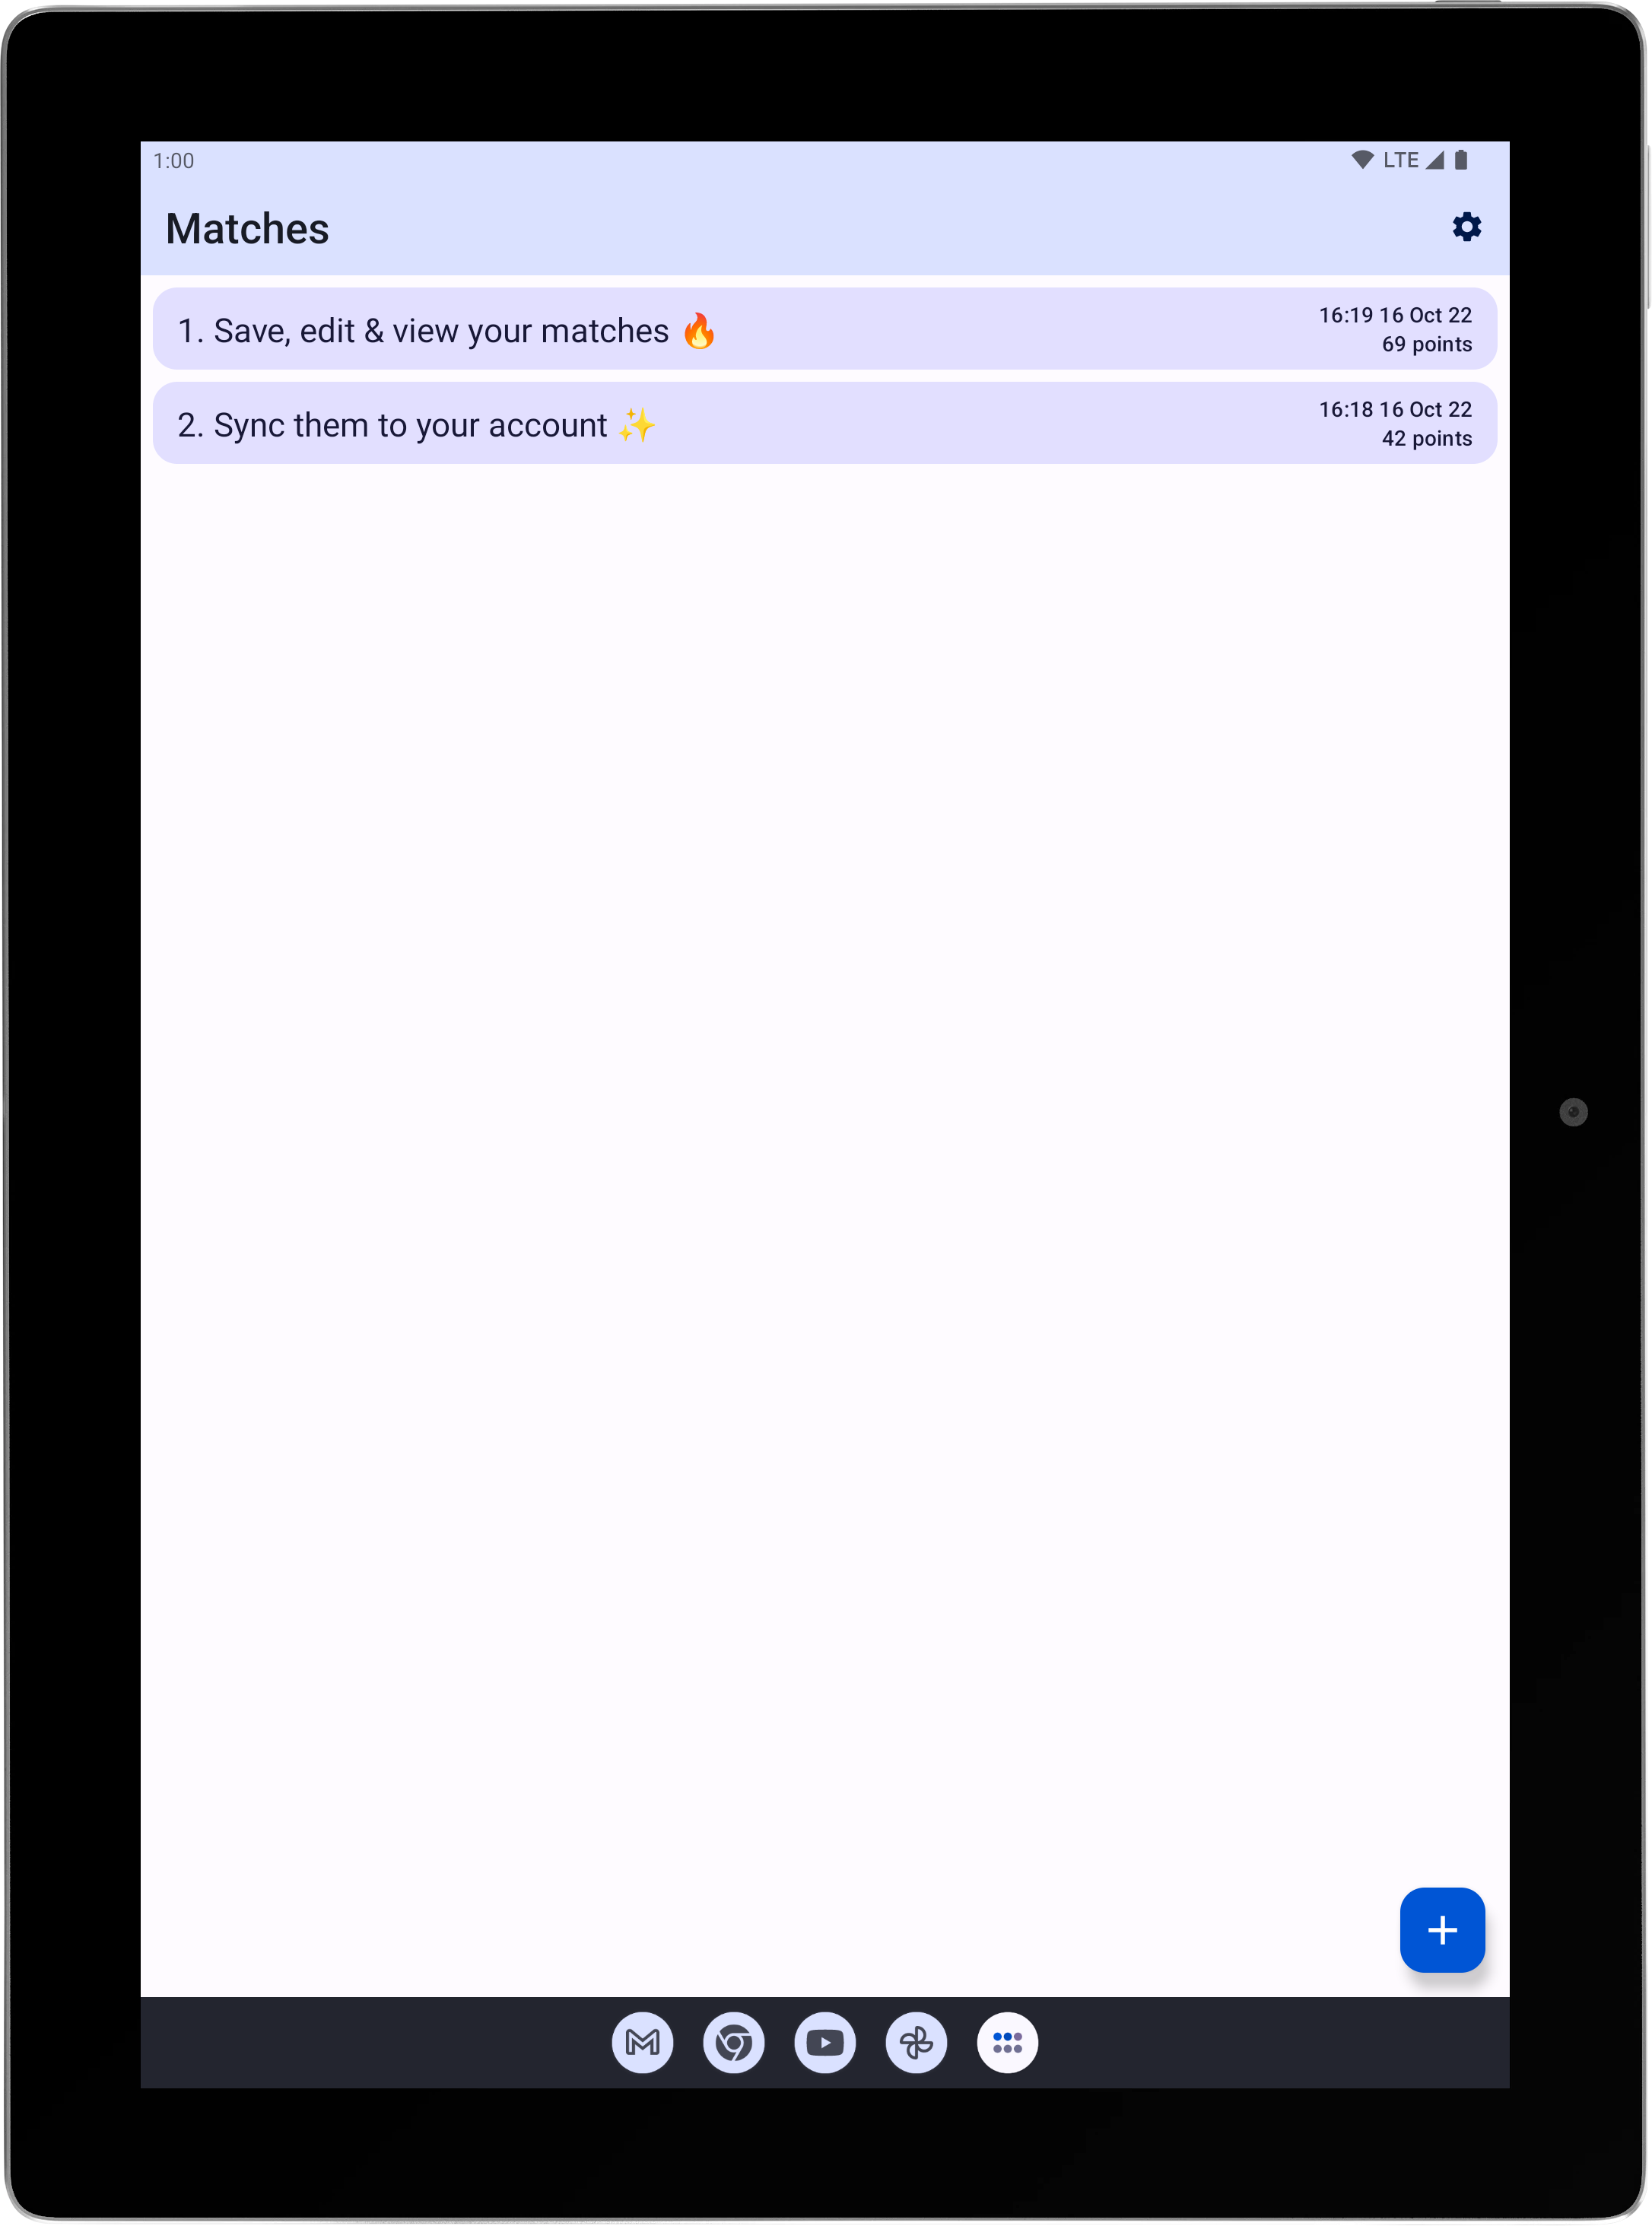 1:00
LTE
Matches
1. Save, edit & view your matches 🔥
16:19 16 Oct 22
69 points
2. Sync them to your account ✨
16:18 16 Oct 22
42 points